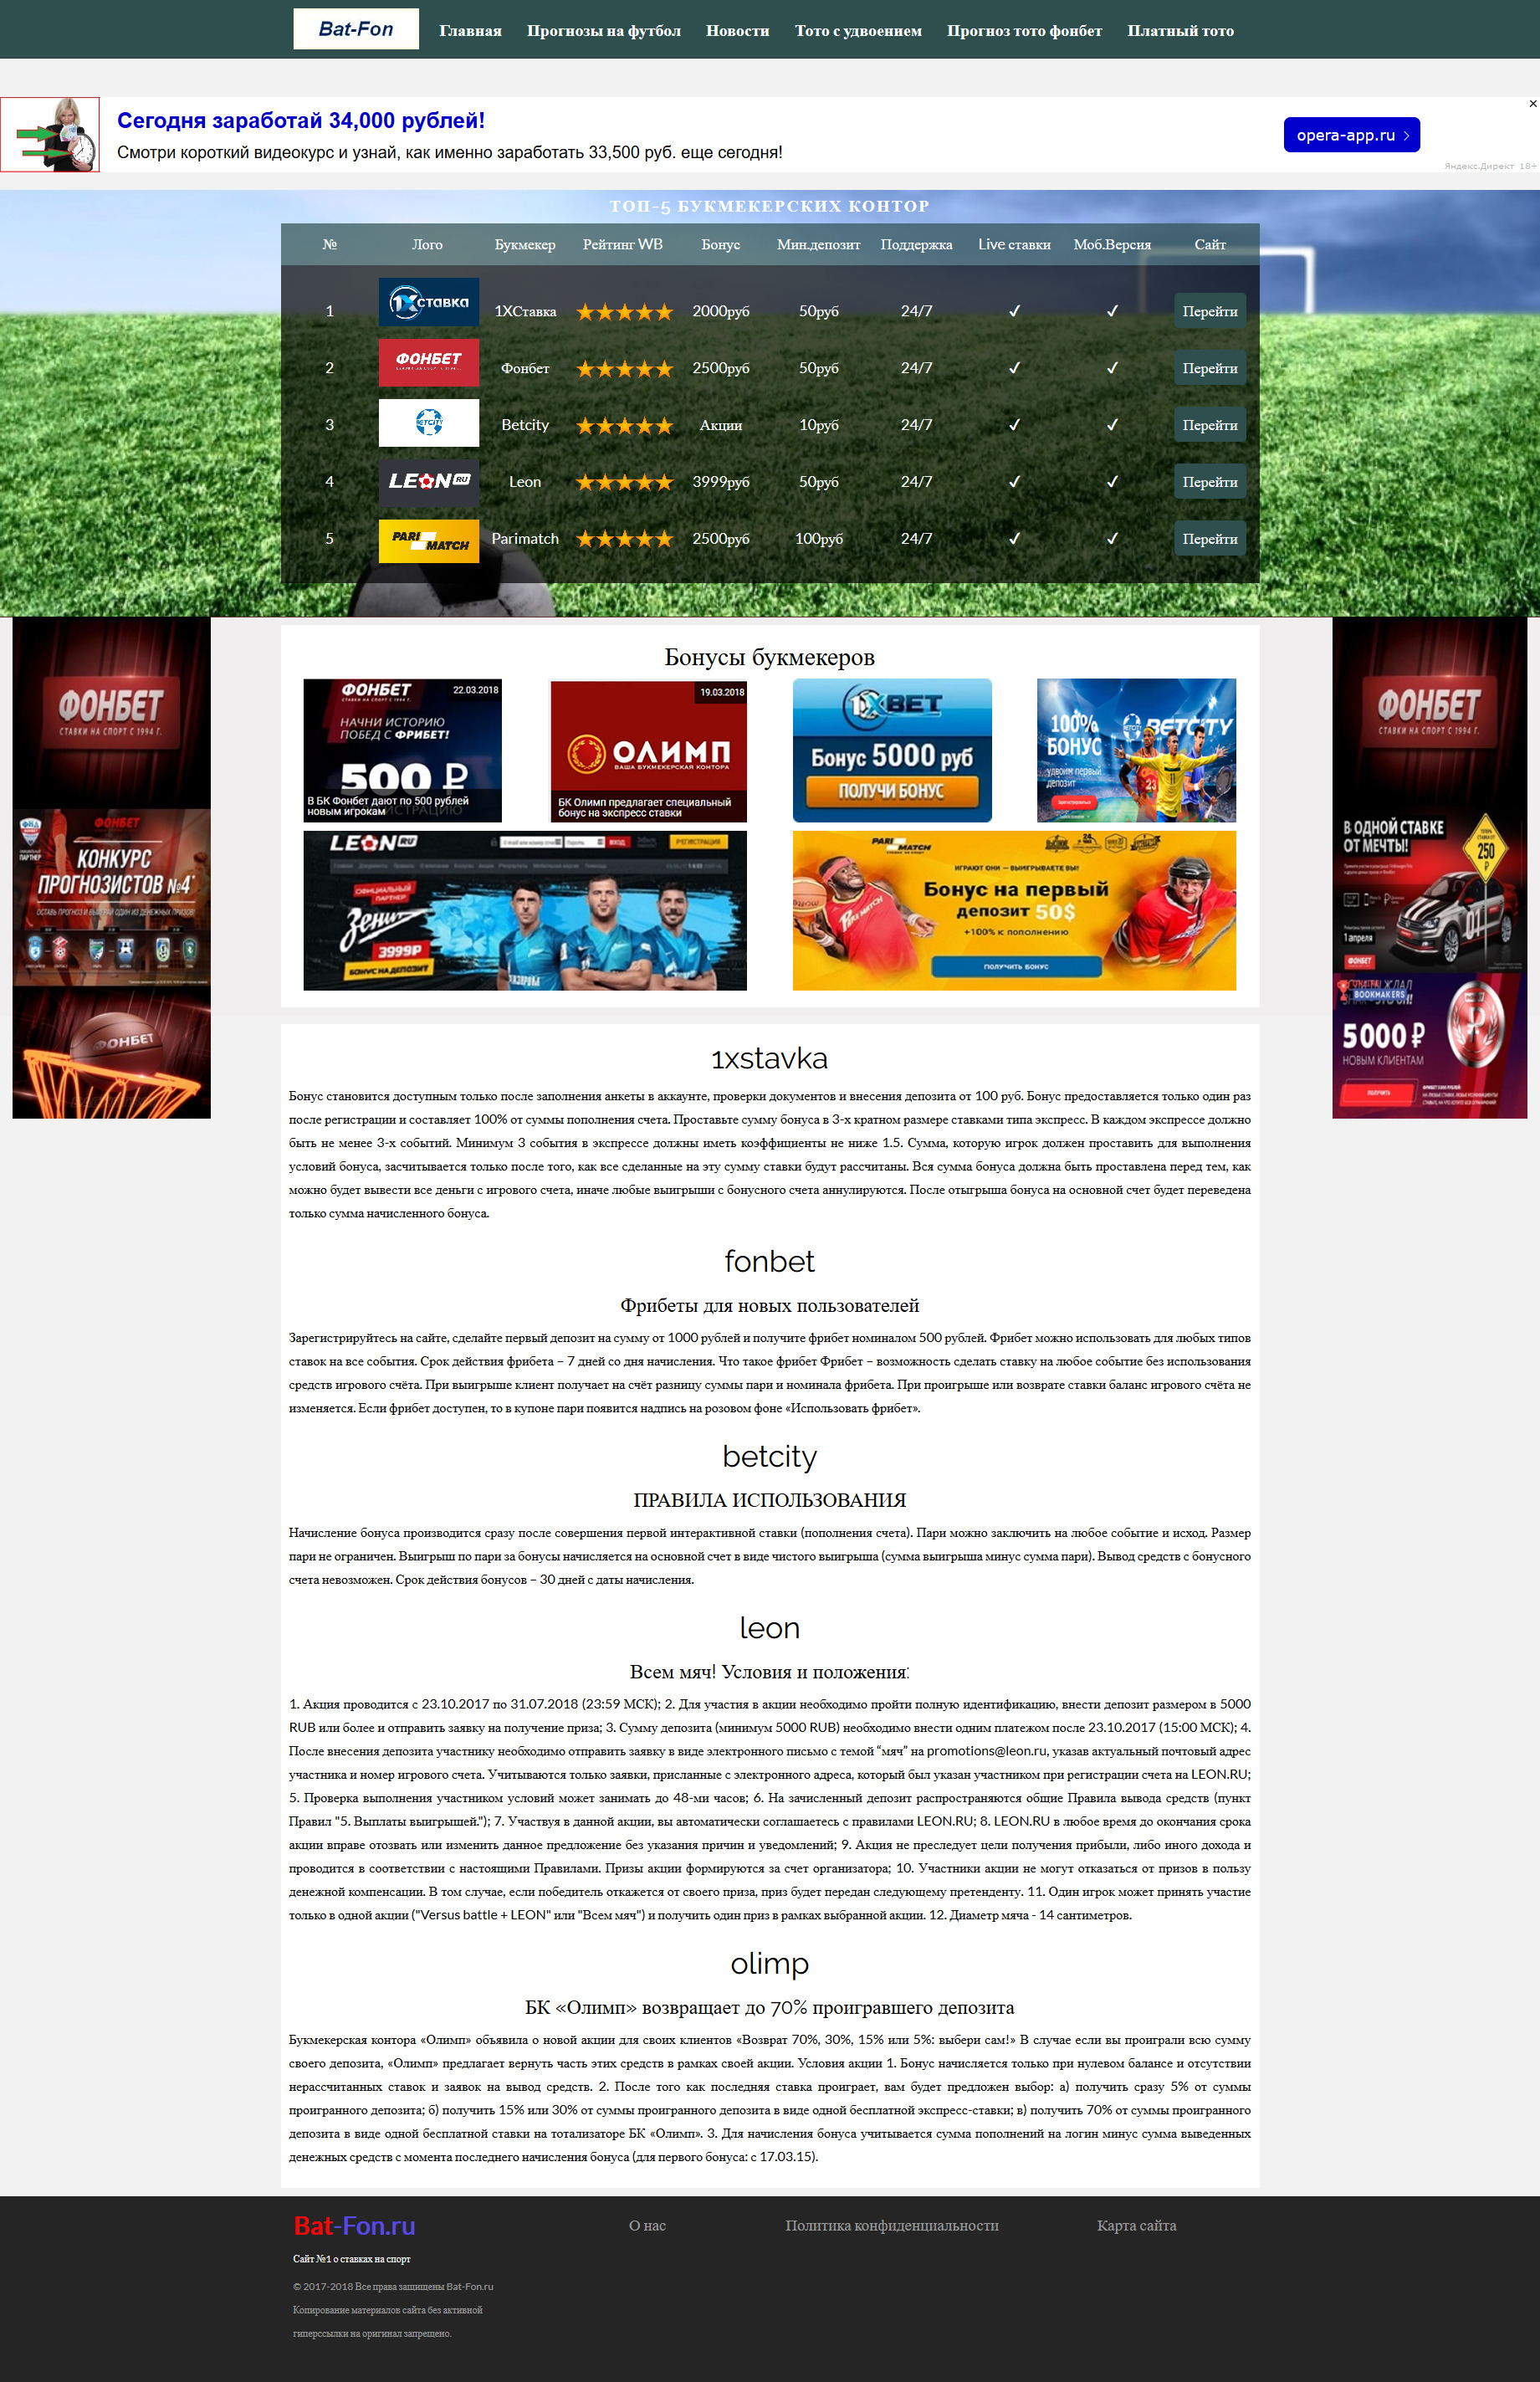 Bat-Fon
Главная Прогнозы на футбол Новости Тото с удвоением Прогноз тото фонбет Платный тото
Сегодня заработай 34,000 рублей!
Смотри короткий видеокурс и узнай, как именно заработать 33,500 руб. еще сегодня!
opera-app.ru
Яндекс.Директ 18+
ТОП-5 БУКМЕКЕРСКИХ КОНТОР
№ Лого Букмекер Рейтинг WB Бонус Мин.депозит Поддержка Live ставки Моб.Версия Сайт
1 1Xставка 1XСтавка 2000руб 50руб 24/7 ✓ ✓ Перейти
2 ФОНБЕТ Фонбет 2500руб 50руб 24/7 ✓ ✓ Перейти
3 BETCITY Betcity Акции 10руб 24/7 ✓ ✓ Перейти
4 LEON RU Leon 3999руб 50руб 24/7 ✓ ✓ Перейти
5 PARI MATCH Parimatch 2500руб 100руб 24/7 ✓ ✓ Перейти
ФОНБЕТ
СТАВКИ НА СПОРТ С 1994 Г.
ФОНБЕТ
КОНКУРС
ПРОГНОЗИСТОВ №4
ФОНБЕТ
Бонусы букмекеров
ФОНБЕТ 22.03.2018
НАЧНИ ИСТОРИЮ
ПОБЕД С ФРИБЕТ!
500 ₽
В БК Фонбет дают по 500 рублей
новым игрокам
19.03.2018
ОЛИМП
ВАША БУКМЕКЕРСКАЯ КОНТОРА
БК Олимп предлагает специальный
бонус на экспресс ставки
1XBET
Бонус 5000 руб
ПОЛУЧИ БОНУС
100% BETCITY
БОНУС
удвоим первый
депозит
LEON RU
ВХОД РЕГИСТРАЦИЯ
ОФИЦИАЛЬНЫЙ
ПАРТНЕР
Зенит
3999Р
БОНУС НА ДЕПОЗИТ
PARI MATCH
ИГРАЮТ ОНИ — ВЫИГРЫВАЕТЕ ВЫ!
Бонус на первый
депозит 50$
+100% к пополнению
ПОЛУЧИТЬ БОНУС
ФОНБЕТ
СТАВКИ НА СПОРТ С 1994 Г.
В ОДНОЙ СТАВКЕ
ОТ МЕЧТЫ!
250 ₽
1 апреля
ФОНБЕТ
BOOKMAKERS
5 000 ₽
НОВЫМ КЛИЕНТАМ
ПОЛУЧИТЬ
1xstavka
Бонус становится доступным только после заполнения анкеты в аккаунте, проверки документов и внесения депозита от 100 руб. Бонус предоставляется только один раз
после регистрации и составляет 100% от суммы пополнения счета. Проставьте сумму бонуса в 3-х кратном размере ставками типа экспресс. В каждом экспрессе должно
быть не менее 3-х событий. Минимум 3 события в экспрессе должны иметь коэффициенты не ниже 1.5. Сумма, которую игрок должен проставить для выполнения
условий бонуса, засчитывается только после того, как все сделанные на эту сумму ставки будут рассчитаны. Вся сумма бонуса должна быть проставлена перед тем, как
можно будет вывести все деньги с игрового счета, иначе любые выигрыши с бонусного счета аннулируются. После отыгрыша бонуса на основной счет будет переведена
только сумма начисленного бонуса.
fonbet
Фрибеты для новых пользователей
Зарегистрируйтесь на сайте, сделайте первый депозит на сумму от 1000 рублей и получите фрибет номиналом 500 рублей. Фрибет можно использовать для любых типов
ставок на все события. Срок действия фрибета – 7 дней со дня начисления. Что такое фрибет Фрибет – возможность сделать ставку на любое событие без использования
средств игрового счёта. При выигрыше клиент получает на счёт разницу суммы пари и номинала фрибета. При проигрыше или возврате ставки баланс игрового счёта не
изменяется. Если фрибет доступен, то в купоне пари появится надпись на розовом фоне «Использовать фрибет».
betcity
ПРАВИЛА ИСПОЛЬЗОВАНИЯ
Начисление бонуса производится сразу после совершения первой интерактивной ставки (пополнения счета). Пари можно заключить на любое событие и исход. Размер
пари не ограничен. Выигрыш по пари за бонусы начисляется на основной счет в виде чистого выигрыша (сумма выигрыша минус сумма пари). Вывод средств с бонусного
счета невозможен. Срок действия бонусов – 30 дней с даты начисления.
leon
Всем мяч! Условия и положения:
1. Акция проводится с 23.10.2017 по 31.07.2018 (23:59 МСК); 2. Для участия в акции необходимо пройти полную идентификацию, внести депозит размером в 5000
RUB или более и отправить заявку на получение приза; 3. Сумму депозита (минимум 5000 RUB) необходимо внести одним платежом после 23.10.2017 (15:00 МСК); 4.
После внесения депозита участнику необходимо отправить заявку в виде электронного письмо с темой “мяч” на promotions@leon.ru, указав актуальный почтовый адрес
участника и номер игрового счета. Учитываются только заявки, присланные с электронного адреса, который был указан участником при регистрации счета на LEON.RU;
5. Проверка выполнения участником условий может занимать до 48-ми часов; 6. На зачисленный депозит распространяются общие Правила вывода средств (пункт
Правил "5. Выплаты выигрышей."); 7. Участвуя в данной акции, вы автоматически соглашаетесь с правилами LEON.RU; 8. LEON.RU в любое время до окончания срока
акции вправе отозвать или изменить данное предложение без указания причин и уведомлений; 9. Акция не преследует цели получения прибыли, либо иного дохода и
проводится в соответствии с настоящими Правилами. Призы акции формируются за счет организатора; 10. Участники акции не могут отказаться от призов в пользу
денежной компенсации. В том случае, если победитель откажется от своего приза, приз будет передан следующему претенденту. 11. Один игрок может принять участие
только в одной акции ("Versus battle + LEON" или "Всем мяч") и получить один приз в рамках выбранной акции. 12. Диаметр мяча - 14 сантиметров.
olimp
БК «Олимп» возвращает до 70% проигравшего депозита
Букмекерская контора «Олимп» объявила о новой акции для своих клиентов «Возврат 70%, 30%, 15% или 5%: выбери сам!» В случае если вы проиграли всю сумму
своего депозита, «Олимп» предлагает вернуть часть этих средств в рамках своей акции. Условия акции 1. Бонус начисляется только при нулевом балансе и отсутствии
нерассчитанных ставок и заявок на вывод средств. 2. После того как последняя ставка проиграет, вам будет предложен выбор: а) получить сразу 5% от суммы
проигранного депозита; б) получить 15% или 30% от суммы проигранного депозита в виде одной бесплатной экспресс-ставки; в) получить 70% от суммы проигранного
депозита в виде одной бесплатной ставки на тотализаторе БК «Олимп». 3. Для начисления бонуса учитывается сумма пополнений на логин минус сумма выведенных
денежных средств с момента последнего начисления бонуса (для первого бонуса: с 17.03.15).
Bat-Fon.ru О нас Политика конфиденциальности Карта сайта
Сайт №1 о ставках на спорт
© 2017-2018 Все права защищены Bat-Fon.ru
Копирование материалов сайта без активной
гиперссылки на оригинал запрещено.